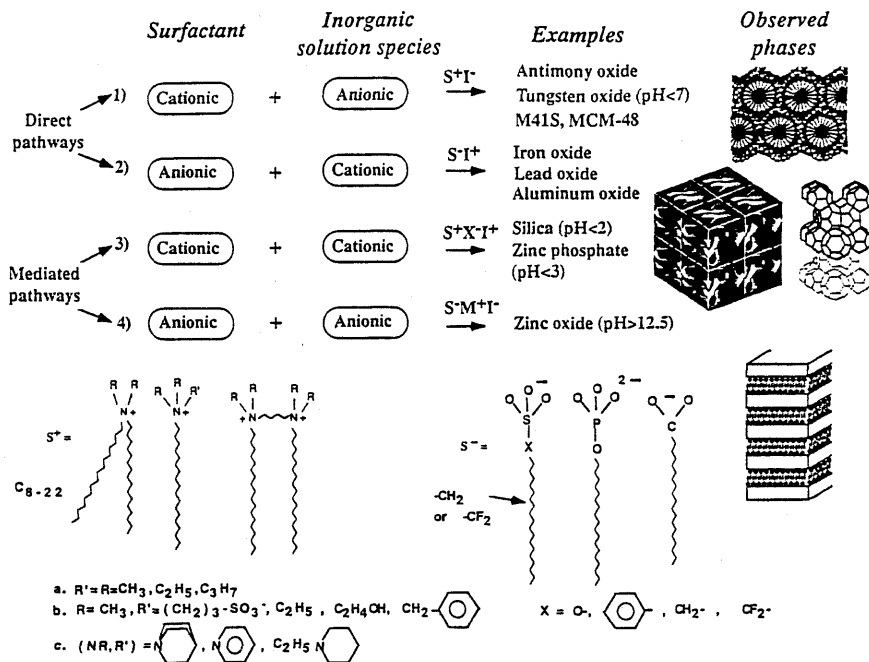 Surfactant
Inorganic solution species
Examples
Observed phases
Direct pathways
1) Cationic + Anionic S+I-
Antimony oxide
Tungsten oxide (pH<7)
M41S, MCM-48
2) Anionic + Cationic S-I+
Iron oxide
Lead oxide
Aluminum oxide
Mediated pathways
3) Cationic + Cationic S+X-I+
Silica (pH<2)
Zinc phosphate
(pH<3)
4) Anionic + Anionic S-M+I-
Zinc oxide (pH>12.5)
R R R R R' R R R R
N+ N+ +N N+
S+ =
C8-22
O O O − O O O 2− O − O
S P C
S− =
X O
-CH2
or -CF2
a. R'=R=CH3, C2H5, C3H7
b. R=CH3, R'=(CH2)3-SO3-, C2H5, C2H4OH, CH2-
X = O-, -, CH2-, CF2-
c. (NR,R') = N, N, C2H5 N